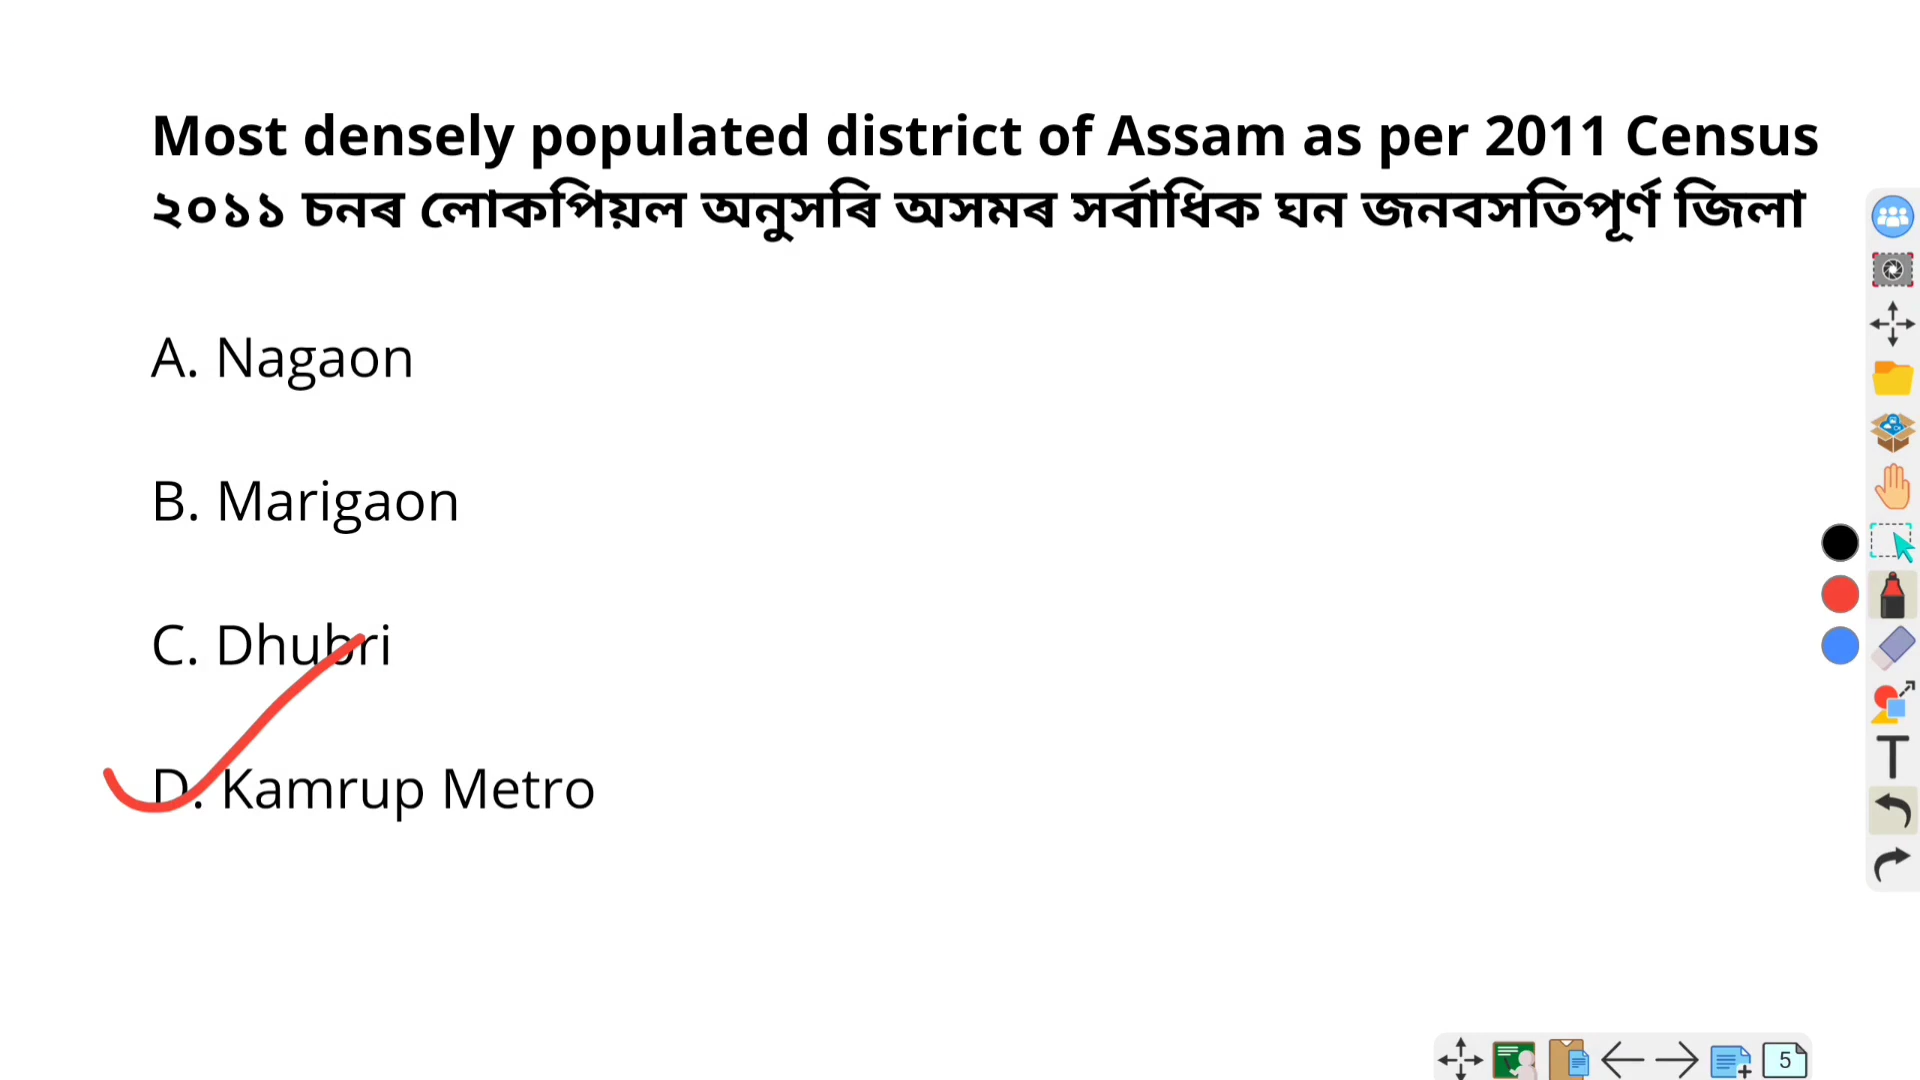 Most densely populated district of Assam as per 2011 Census
২০১১ চনৰ লোকপিয়ল অনুসৰি অসমৰ সৰ্বাধিক ঘন জনবসতিপূৰ্ণ জিলা
A. Nagaon
B. Marigaon
C. Dhubri
D. Kamrup Metro
T
5